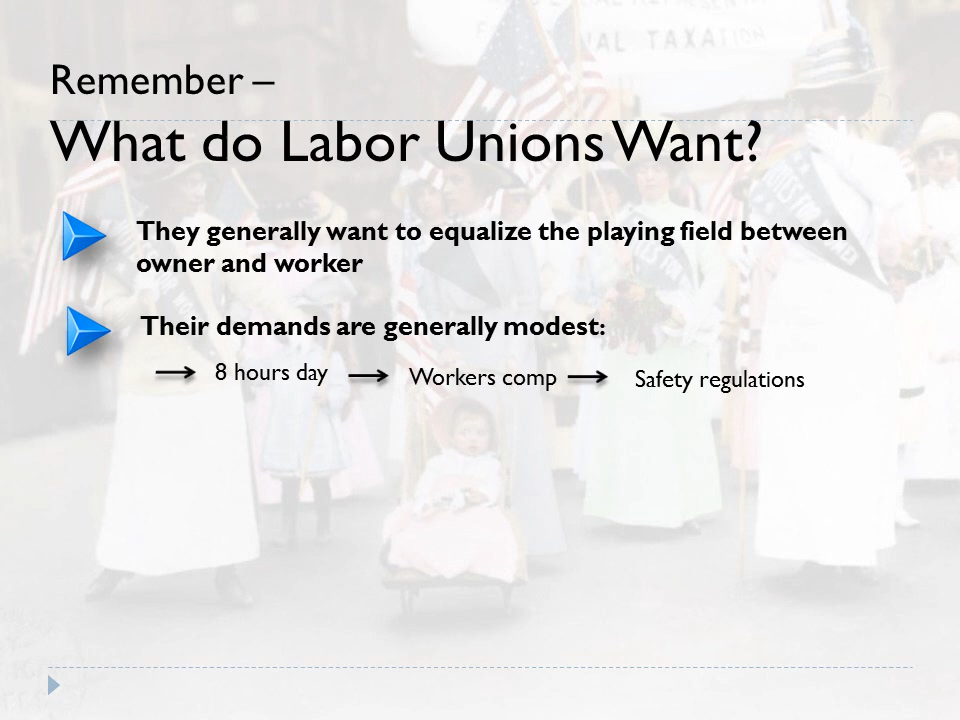 Remember –
What do Labor Unions Want?
They generally want to equalize the playing field between
owner and worker
Their demands are generally modest:
8 hours day
Workers comp
Safety regulations
TAXATION